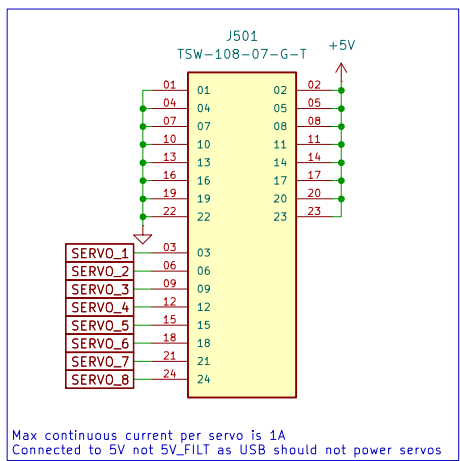 J501
TSW-108-07-G-T
+5V
01 01 02 02
04 04 05 05
07 07 08 08
10 10 11 11
13 13 14 14
16 16 17 17
19 19 20 20
22 22 23 23
SERVO_1 03 03
SERVO_2 06 06
SERVO_3 09 09
SERVO_4 12 12
SERVO_5 15 15
SERVO_6 18 18
SERVO_7 21 21
SERVO_8 24 24
Max continuous current per servo is 1A
Connected to 5V not 5V_FILT as USB should not power servos